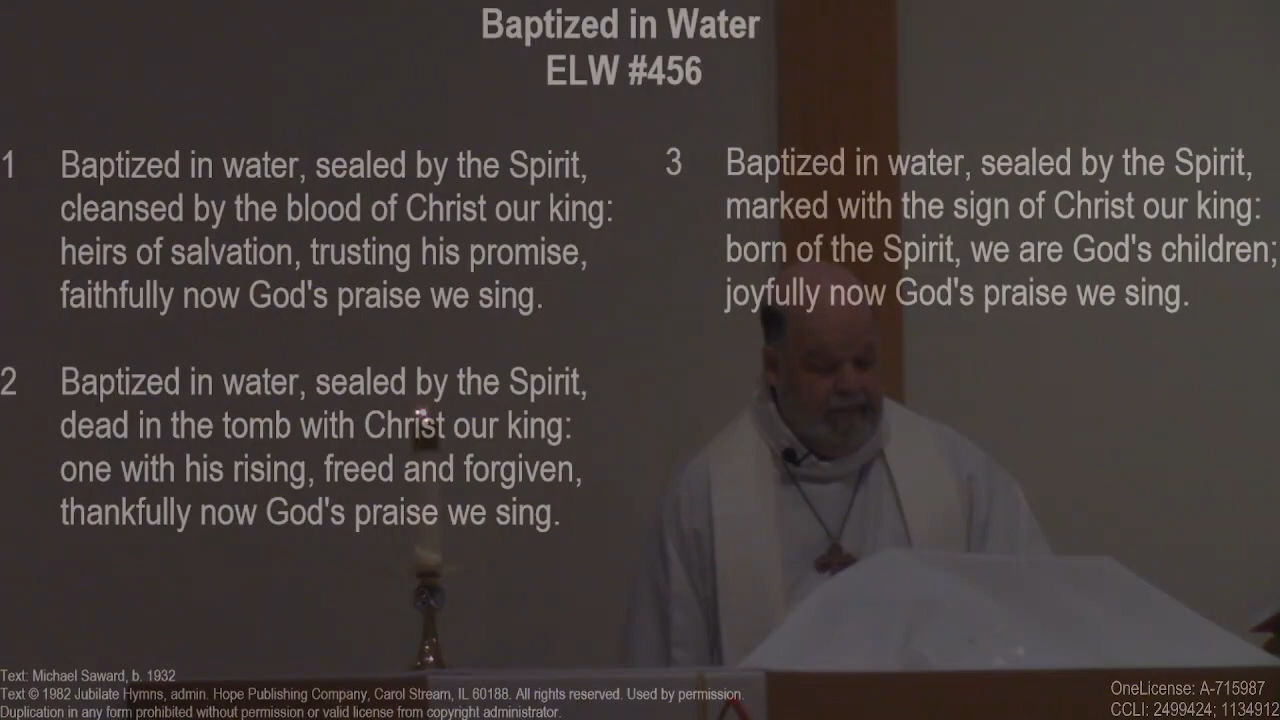 Baptized in Water
ELW #456
1 Baptized in water, sealed by the Spirit,
cleansed by the blood of Christ our king:
heirs of salvation, trusting his promise,
faithfully now God's praise we sing.
2 Baptized in water, sealed by the Spirit,
dead in the tomb with Christ our king:
one with his rising, freed and forgiven,
thankfully now God's praise we sing.
3 Baptized in water, sealed by the Spirit,
marked with the sign of Christ our king:
born of the Spirit, we are God's children;
joyfully now God's praise we sing.
Text: Michael Saward, b. 1932
Text © 1982 Jubilate Hymns, admin. Hope Publishing Company, Carol Stream, IL 60188. All rights reserved. Used by permission.
Duplication in any form prohibited without permission or valid license from copyright administrator.
OneLicense: A-715987
CCLI: 2499424; 1134912